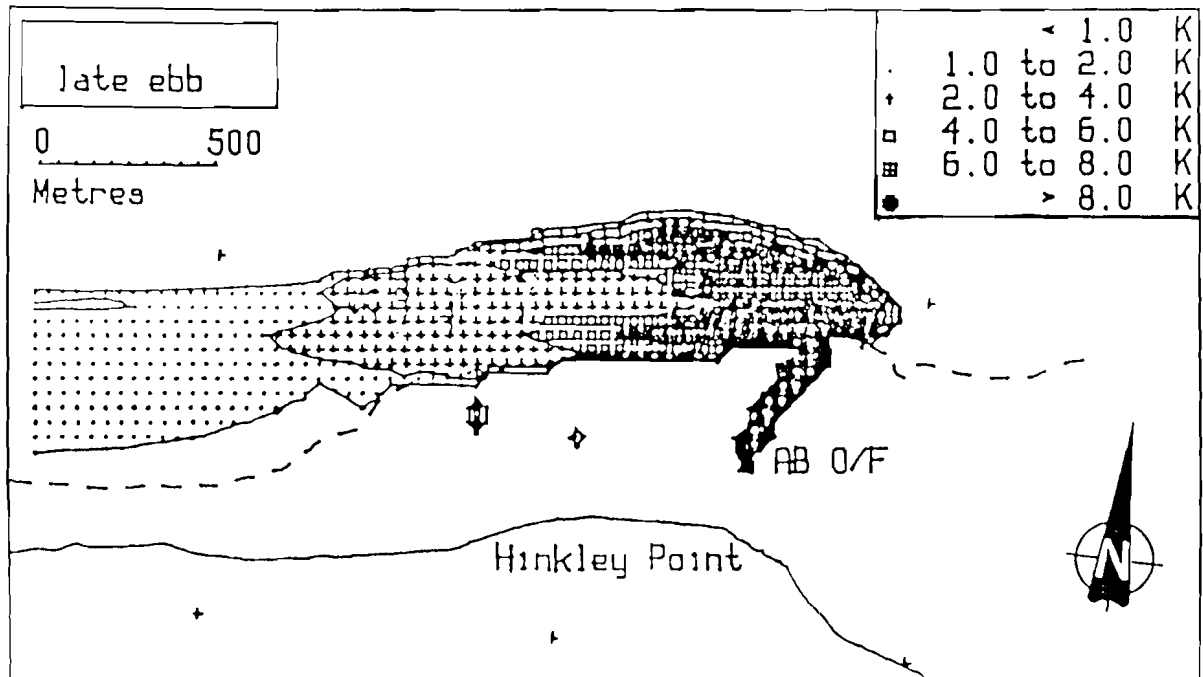 late ebb
0 500
Metres
< 1.0 K
1.0 to 2.0 K
2.0 to 4.0 K
4.0 to 6.0 K
6.0 to 8.0 K
> 8.0 K
AB O/F
Hinkley Point
N